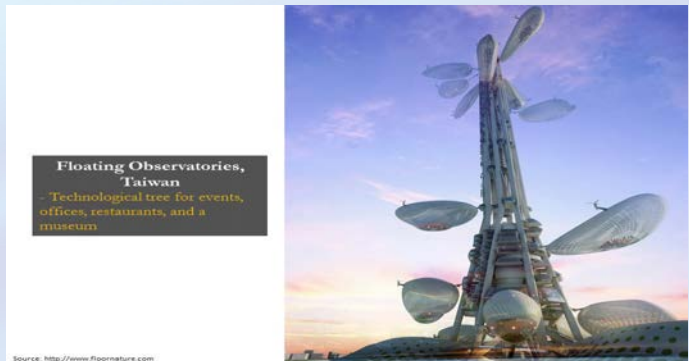 Floating Observatories,
Taiwan
- Technological tree for events,
offices, restaurants, and a
museum
Source: http://www.floornature.com